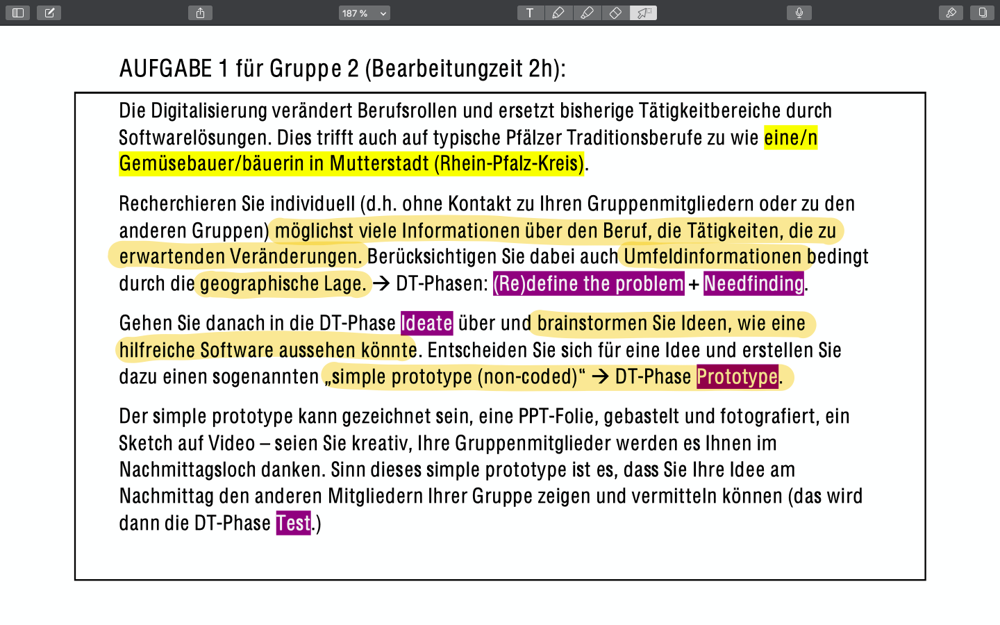 187 %
T
AUFGABE 1 für Gruppe 2 (Bearbeitungzeit 2h):
Die Digitalisierung verändert Berufsrollen und ersetzt bisherige Tätigkeitbereiche durch
Softwarelösungen. Dies trifft auch auf typische Pfälzer Traditionsberufe zu wie eine/n
Gemüsebauer/bäuerin in Mutterstadt (Rhein-Pfalz-Kreis).
Recherchieren Sie individuell (d.h. ohne Kontakt zu Ihren Gruppenmitgliedern oder zu den
anderen Gruppen) möglichst viele Informationen über den Beruf, die Tätigkeiten, die zu
erwartenden Veränderungen. Berücksichtigen Sie dabei auch Umfeldinformationen bedingt
durch die geographische Lage. → DT-Phasen: (Re)define the problem + Needfinding.
Gehen Sie danach in die DT-Phase Ideate über und brainstormen Sie Ideen, wie eine
hilfreiche Software aussehen könnte. Entscheiden Sie sich für eine Idee und erstellen Sie
dazu einen sogenannten „simple prototype (non-coded)“ → DT-Phase Prototype.
Der simple prototype kann gezeichnet sein, eine PPT-Folie, gebastelt und fotografiert, ein
Sketch auf Video – seien Sie kreativ, Ihre Gruppenmitglieder werden es Ihnen im
Nachmittagsloch danken. Sinn dieses simple prototype ist es, dass Sie Ihre Idee am
Nachmittag den anderen Mitgliedern Ihrer Gruppe zeigen und vermitteln können (das wird
dann die DT-Phase Test.)